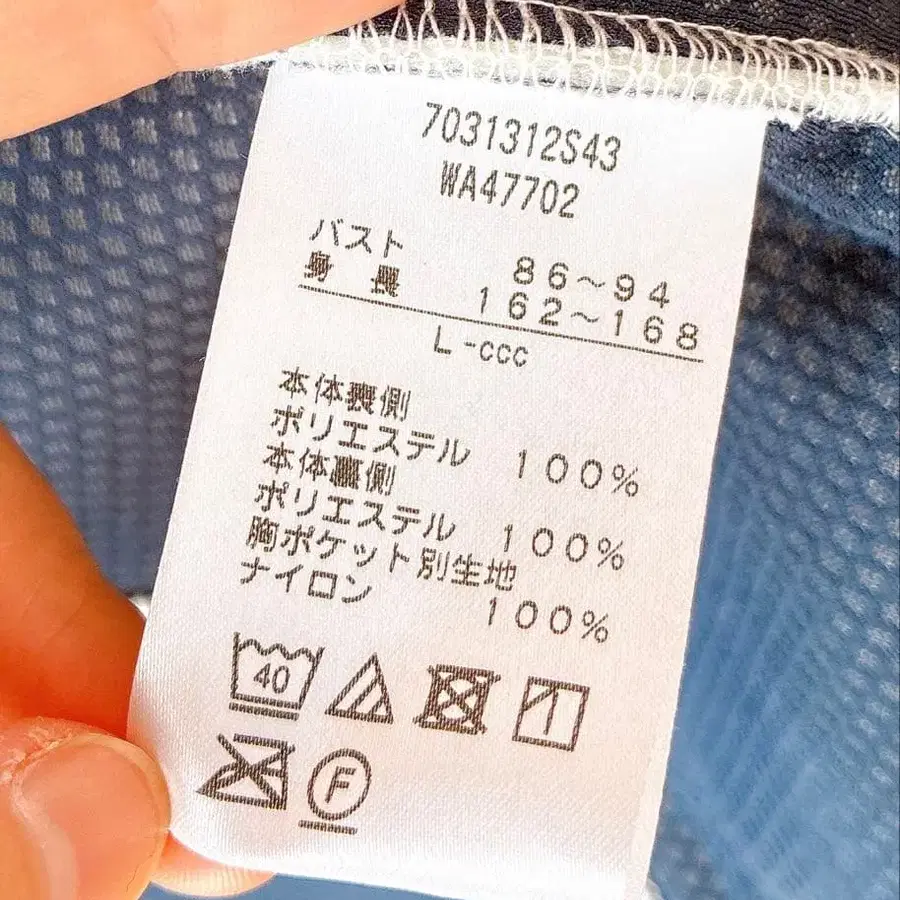 7031312S43
WA47702
バスト 86～94
身長 162～168
L-ccc
本体表側
ポリエステル 100%
本体裏側
ポリエステル 100%
胸ポケット別生地
ナイロン 100%
40
F